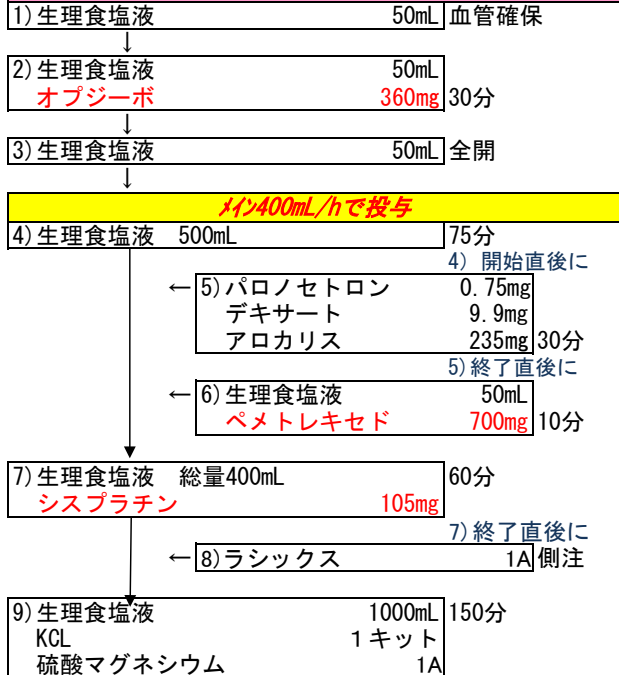 1)生理食塩液 50mL 血管確保
↓
2)生理食塩液 50mL
オプジーボ 360mg 30分
↓
3)生理食塩液 50mL 全開
↓
ﾒｲﾝ400mL/hで投与
4)生理食塩液 500mL 75分
4) 開始直後に
← 5)パロノセトロン 0.75mg
デキサート 9.9mg
アロカリス 235mg 30分
5)終了直後に
← 6)生理食塩液 50mL
ペメトレキセド 700mg 10分
7)生理食塩液 総量400mL 60分
シスプラチン 105mg
7)終了直後に
← 8)ラシックス 1A 側注
9)生理食塩液 1000mL 150分
KCL 1キット
硫酸マグネシウム 1A